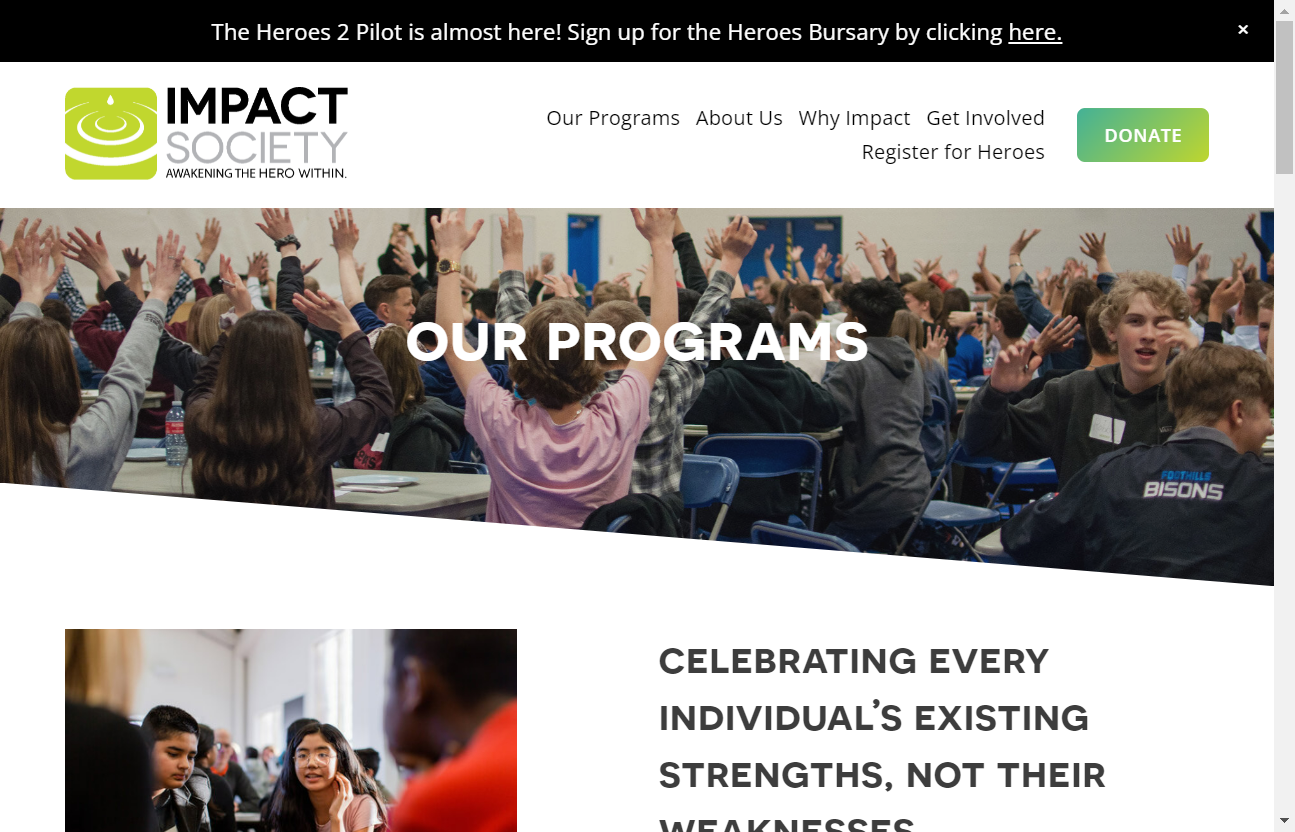 The Heroes 2 Pilot is almost here! Sign up for the Heroes Bursary by clicking here.
×
IMPACT
SOCIETY
AWAKENING THE HERO WITHIN.
Our Programs About Us Why Impact Get Involved
Register for Heroes
DONATE
OUR PROGRAMS
FOOTHILLS
BISONS
CELEBRATING EVERY
INDIVIDUAL’S EXISTING
STRENGTHS, NOT THEIR
WEAKNESSES